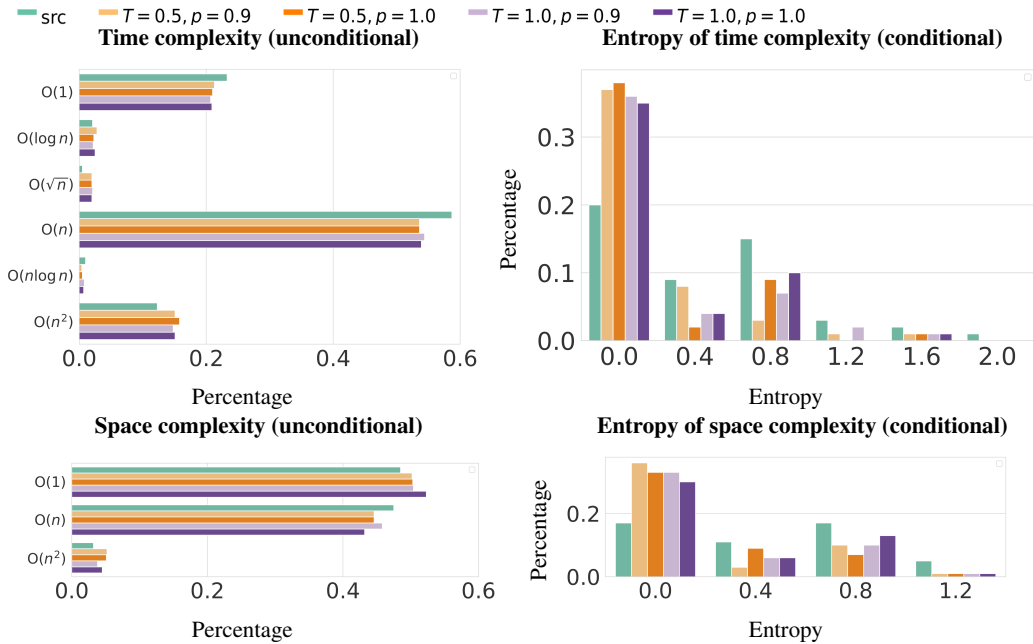 src T = 0.5, p = 0.9 T = 0.5, p = 1.0 T = 1.0, p = 0.9 T = 1.0, p = 1.0
Time complexity (unconditional)
O(1)
O(log n)
O(√n)
O(n)
O(nlog n)
O(n²)
0.0 0.2 0.4 0.6
Percentage
Entropy of time complexity (conditional)
Percentage
0.3
0.2
0.1
0.0
0.0 0.4 0.8 1.2 1.6 2.0
Entropy
Space complexity (unconditional)
O(1)
O(n)
O(n²)
0.0 0.2 0.4 0.6
Percentage
Entropy of space complexity (conditional)
Percentage
0.2
0.0
0.0 0.4 0.8 1.2
Entropy